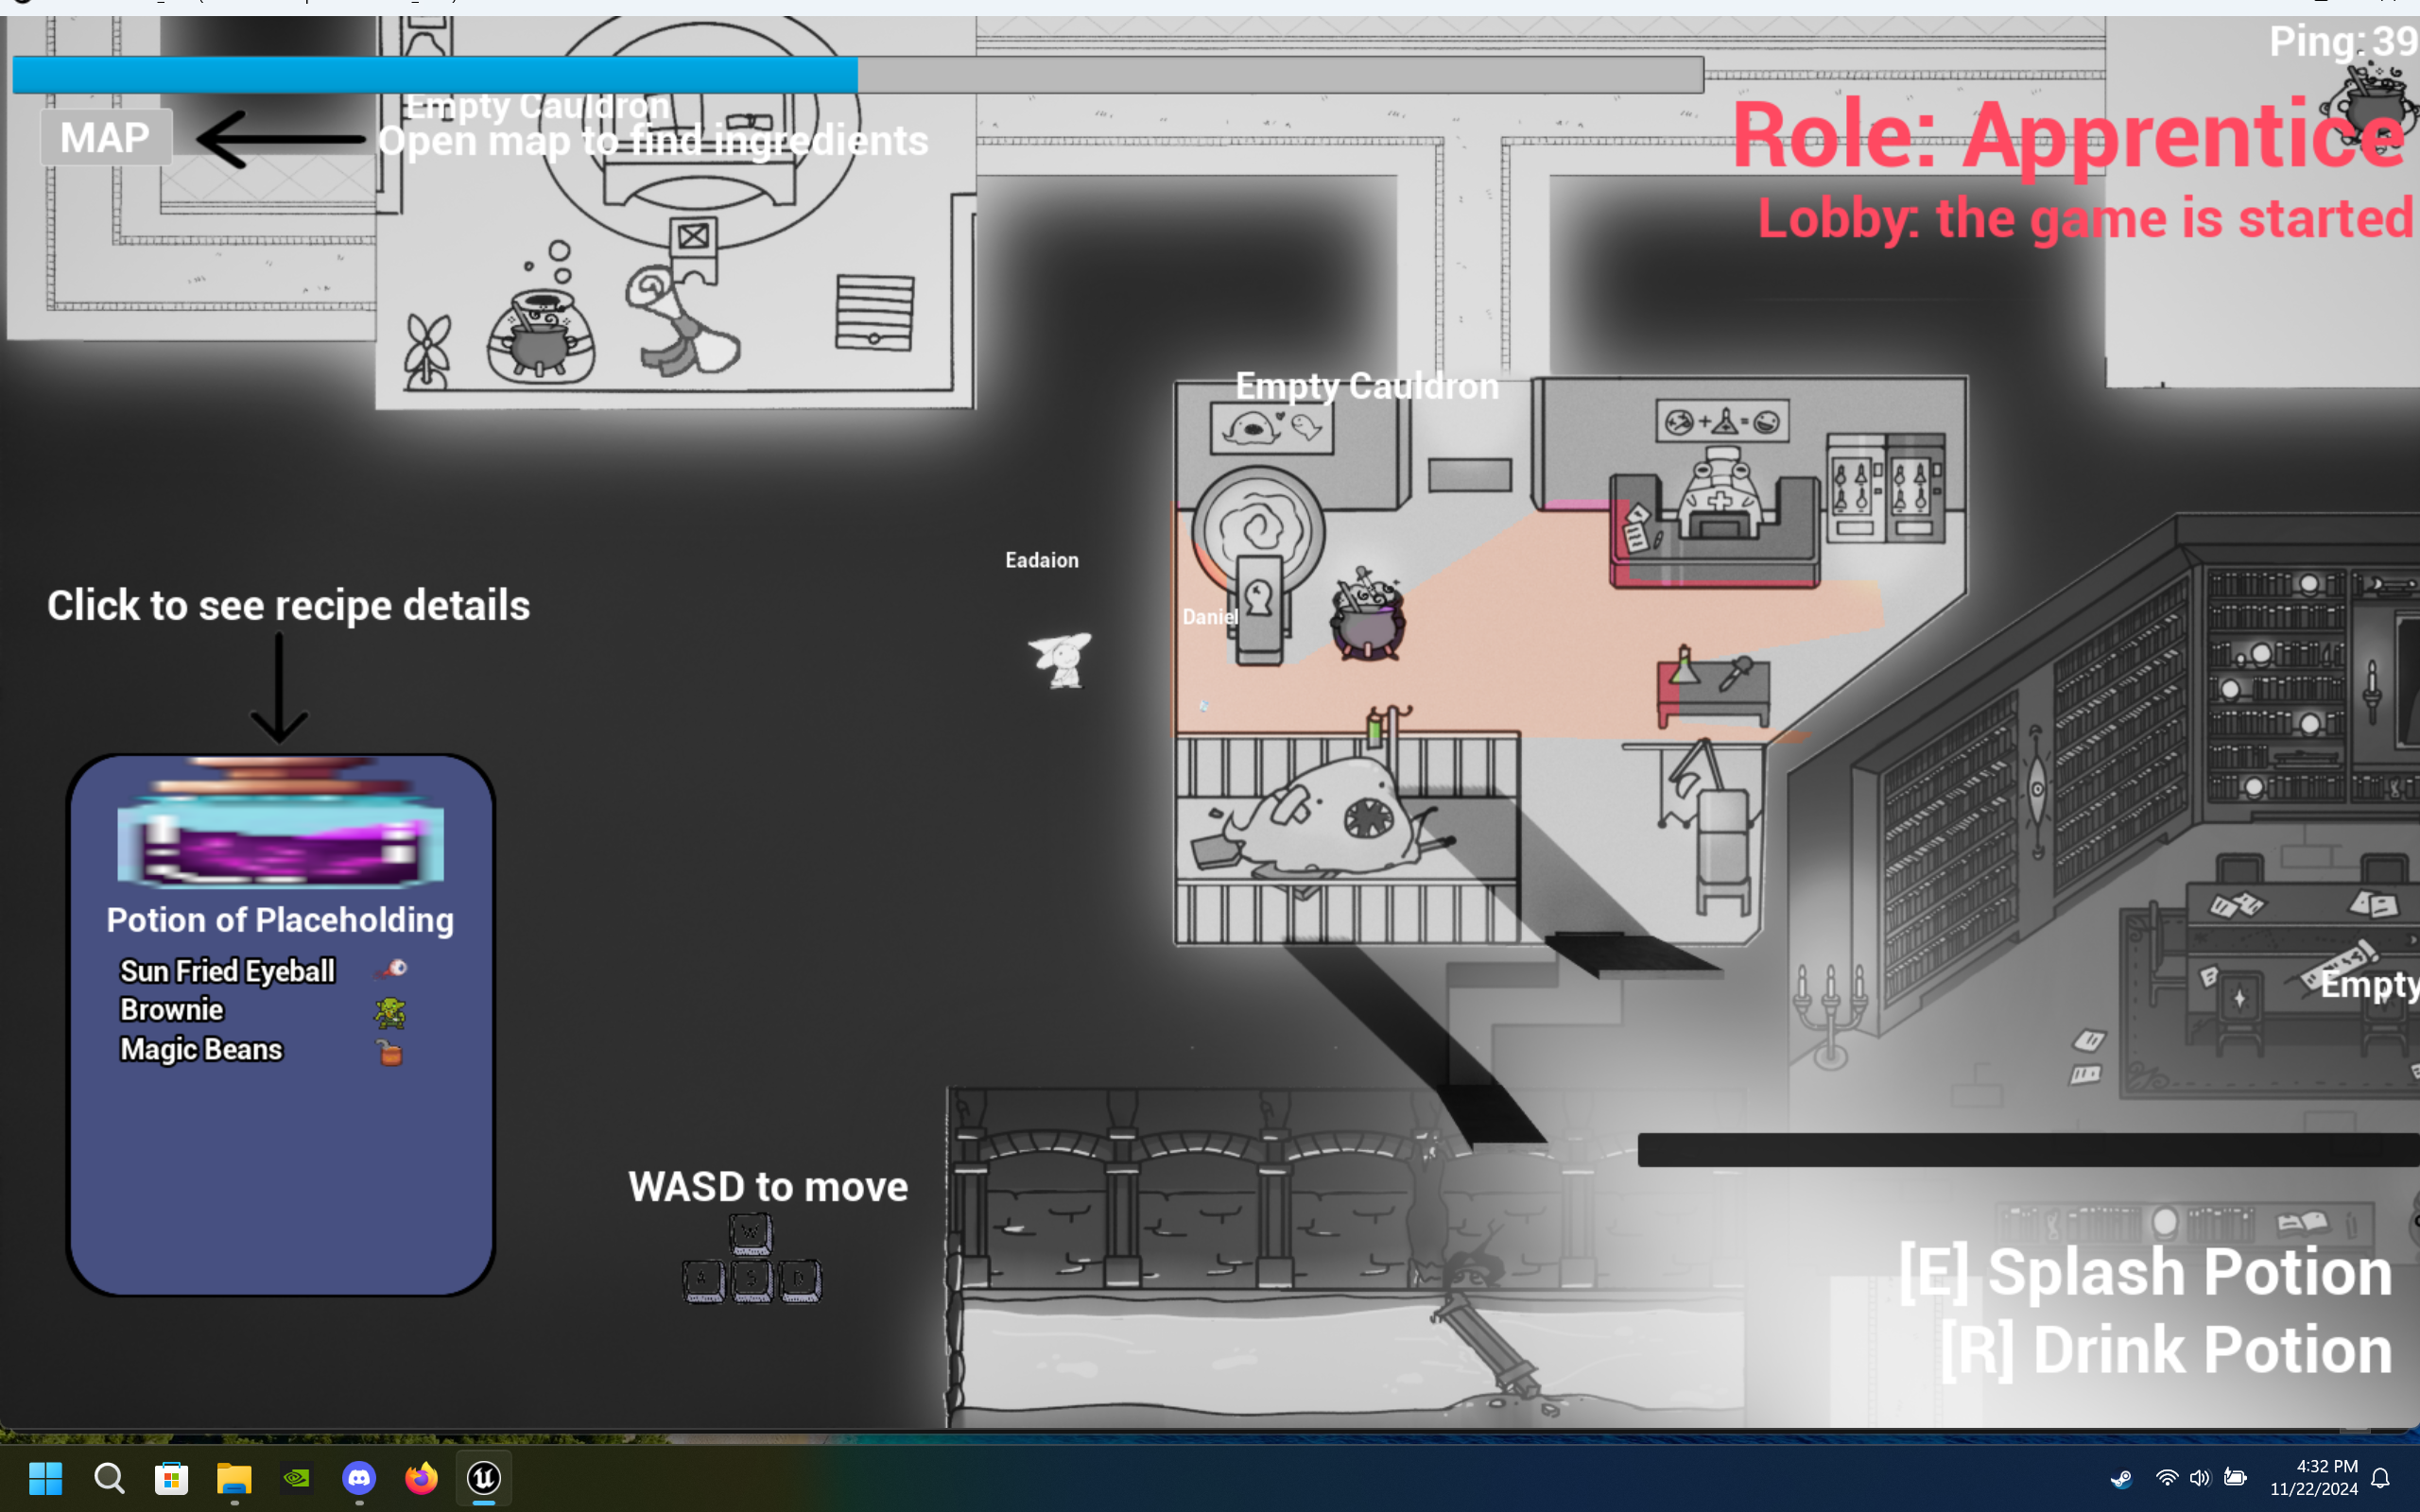 Ping: 39
Empty Cauldron
MAP
Open map to find ingredients
Role: Apprentice
Lobby: the game is started
Empty Cauldron
Eadaion
Click to see recipe details
Daniel
Potion of Placeholding
Sun Fried Eyeball
Brownie
Magic Beans
Empty
WASD to move
W
A S D
[E] Splash Potion
[R] Drink Potion
4:32 PM
11/22/2024